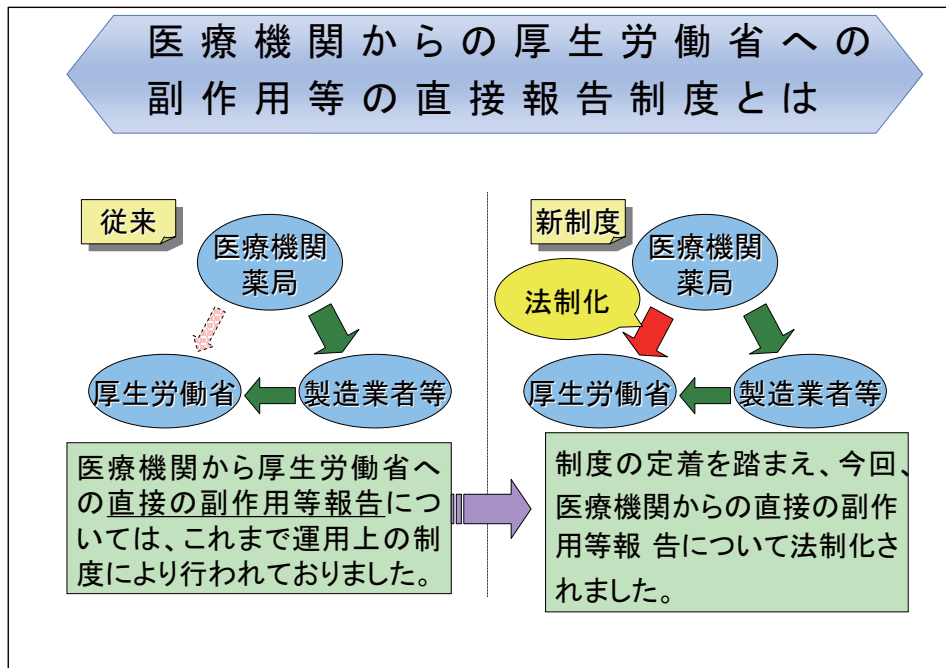 医療機関からの厚生労働省への
副作用等の直接報告制度とは
従来
医療機関
薬局
厚生労働省
製造業者等
医療機関から厚生労働省へ
の直接の副作用等報告につ
いては、これまで運用上の制
度により行われておりました。
新制度
医療機関
薬局
法制化
厚生労働省
製造業者等
制度の定着を踏まえ、今回、
医療機関からの直接の副作
用等報 告について法制化さ
れました。